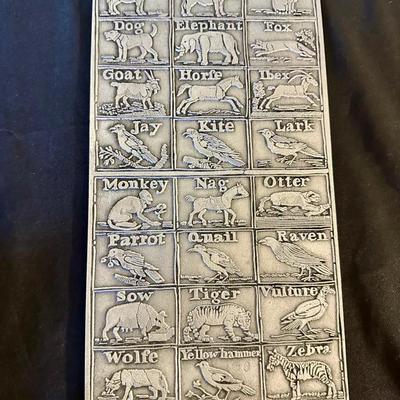 Dog Elephant Fox
Goat Horse Ibex
Jay Kite Lark
Monkey Nag Otter
Parrot Quail Raven
Sow Tiger Vulture
Wolfe Yellowhammer Zebra